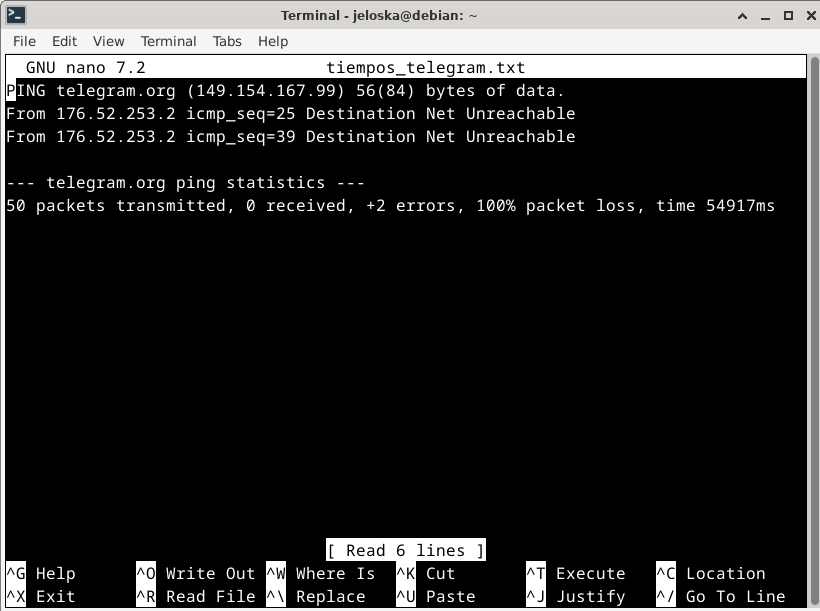 Terminal - jeloska@debian: ~
File Edit View Terminal Tabs Help
GNU nano 7.2 tiempos_telegram.txt
PING telegram.org (149.154.167.99) 56(84) bytes of data.
From 176.52.253.2 icmp_seq=25 Destination Net Unreachable
From 176.52.253.2 icmp_seq=39 Destination Net Unreachable
--- telegram.org ping statistics ---
50 packets transmitted, 0 received, +2 errors, 100% packet loss, time 54917ms
[ Read 6 lines ]
^G Help ^O Write Out ^W Where Is ^K Cut ^T Execute ^C Location
^X Exit ^R Read File ^\ Replace ^U Paste ^J Justify ^/ Go To Line